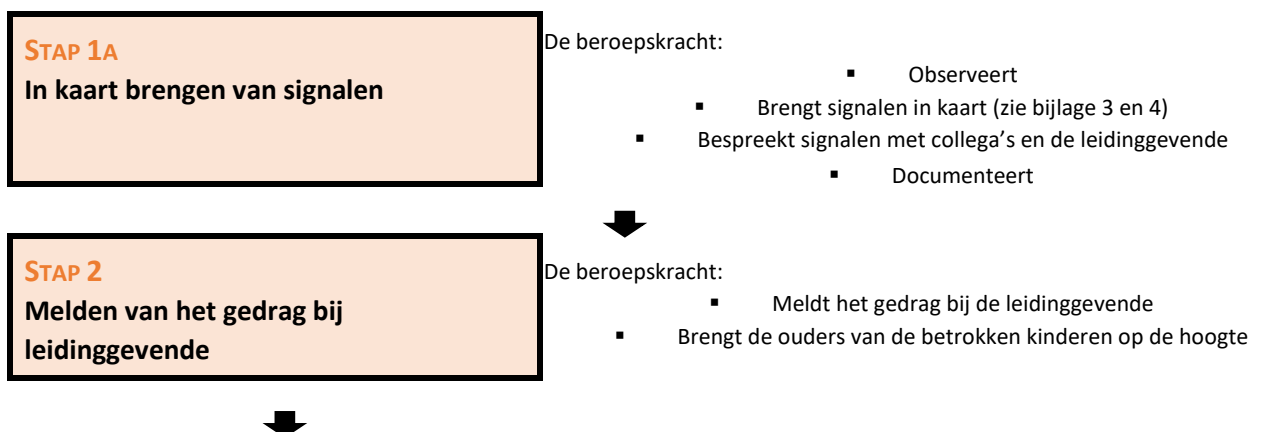 STAP 1A
In kaart brengen van signalen
De beroepskracht:
▪ Observeert
▪ Brengt signalen in kaart (zie bijlage 3 en 4)
▪ Bespreekt signalen met collega's en de leidinggevende
▪ Documenteert
STAP 2
Melden van het gedrag bij
leidinggevende
De beroepskracht:
▪ Meldt het gedrag bij de leidinggevende
▪ Brengt de ouders van de betrokken kinderen op de hoogte